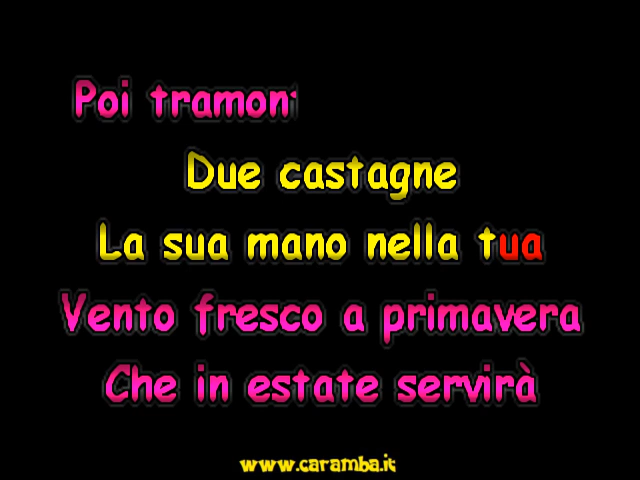 Poi tramont
Due castagne
La sua mano nella tua
Vento fresco a primavera
Che in estate servirà
www.caramba.it